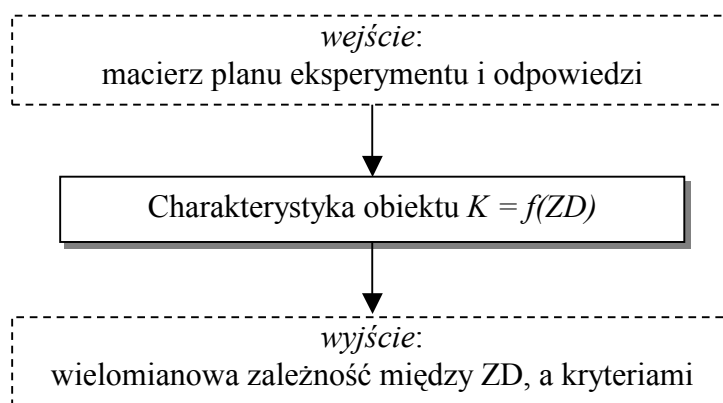 wejście:
macierz planu eksperymentu i odpowiedzi
Charakterystyka obiektu K = f(ZD)
wyjście:
wielomianowa zależność między ZD, a kryteriami